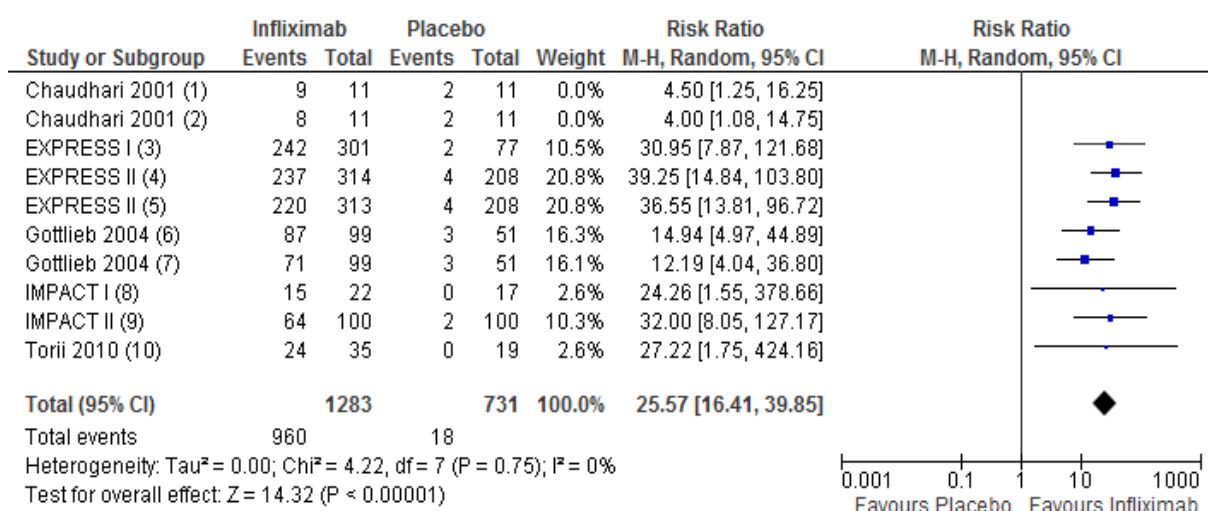 Infliximab Placebo Risk Ratio Risk Ratio
Study or Subgroup Events Total Events Total Weight M-H, Random, 95% CI M-H, Random, 95% CI
Chaudhari 2001 (1) 9 11 2 11 0.0% 4.50 [1.25, 16.25]
Chaudhari 2001 (2) 8 11 2 11 0.0% 4.00 [1.08, 14.75]
EXPRESS I (3) 242 301 2 77 10.5% 30.95 [7.87, 121.68]
EXPRESS II (4) 237 314 4 208 20.8% 39.25 [14.84, 103.80]
EXPRESS II (5) 220 313 4 208 20.8% 36.55 [13.81, 96.72]
Gottlieb 2004 (6) 87 99 3 51 16.3% 14.94 [4.97, 44.89]
Gottlieb 2004 (7) 71 99 3 51 16.1% 12.19 [4.04, 36.80]
IMPACT I (8) 15 22 0 17 2.6% 24.26 [1.55, 378.66]
IMPACT II (9) 64 100 2 100 10.3% 32.00 [8.05, 127.17]
Torii 2010 (10) 24 35 0 19 2.6% 27.22 [1.75, 424.16]
Total (95% CI) 1283 731 100.0% 25.57 [16.41, 39.85]
Total events 960 18
Heterogeneity: Tau² = 0.00; Chi² = 4.22, df = 7 (P = 0.75); I² = 0%
Test for overall effect: Z = 14.32 (P < 0.00001)
0.001 0.1 1 10 1000
Favours Placebo Favours Infliximab